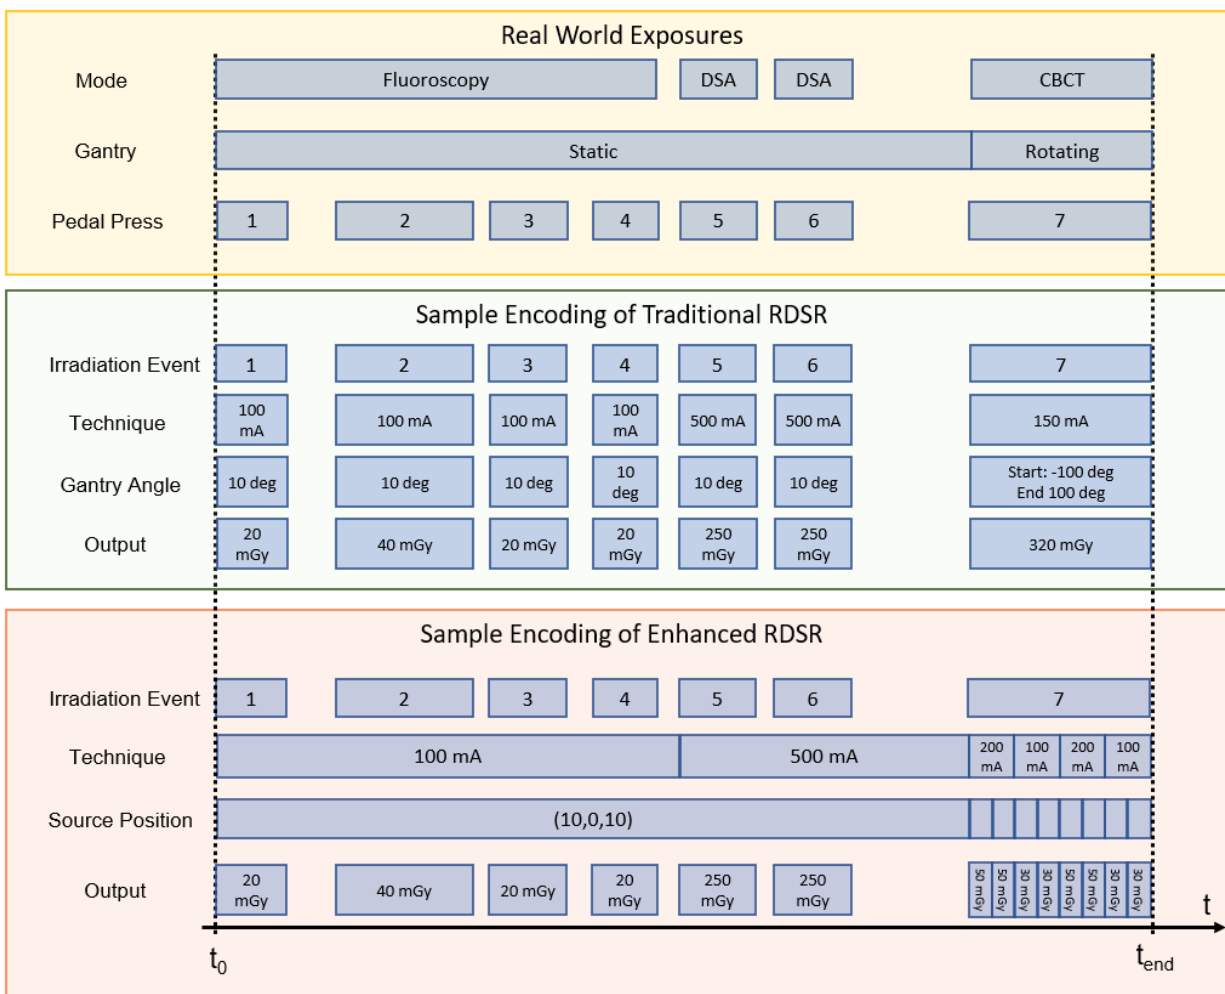 Real World Exposures
Mode
Fluoroscopy
DSA
DSA
CBCT
Gantry
Static
Rotating
Pedal Press
1
2
3
4
5
6
7
Sample Encoding of Traditional RDSR
Irradiation Event
1
2
3
4
5
6
7
Technique
100
mA
100 mA
100 mA
100
mA
500 mA
500 mA
150 mA
Gantry Angle
10 deg
10 deg
10 deg
10
deg
10 deg
10 deg
Start: -100 deg
End 100 deg
Output
20
mGy
40 mGy
20 mGy
20
mGy
250
mGy
250
mGy
320 mGy
Sample Encoding of Enhanced RDSR
Irradiation Event
1
2
3
4
5
6
7
Technique
100 mA
500 mA
200
mA
100
mA
200
mA
100
mA
Source Position
(10,0,10)
Output
20
mGy
40 mGy
20 mGy
20
mGy
250
mGy
250
mGy
50 mGy
50 mGy
30 mGy
30 mGy
50 mGy
50 mGy
30 mGy
30 mGy
t
t0
tend